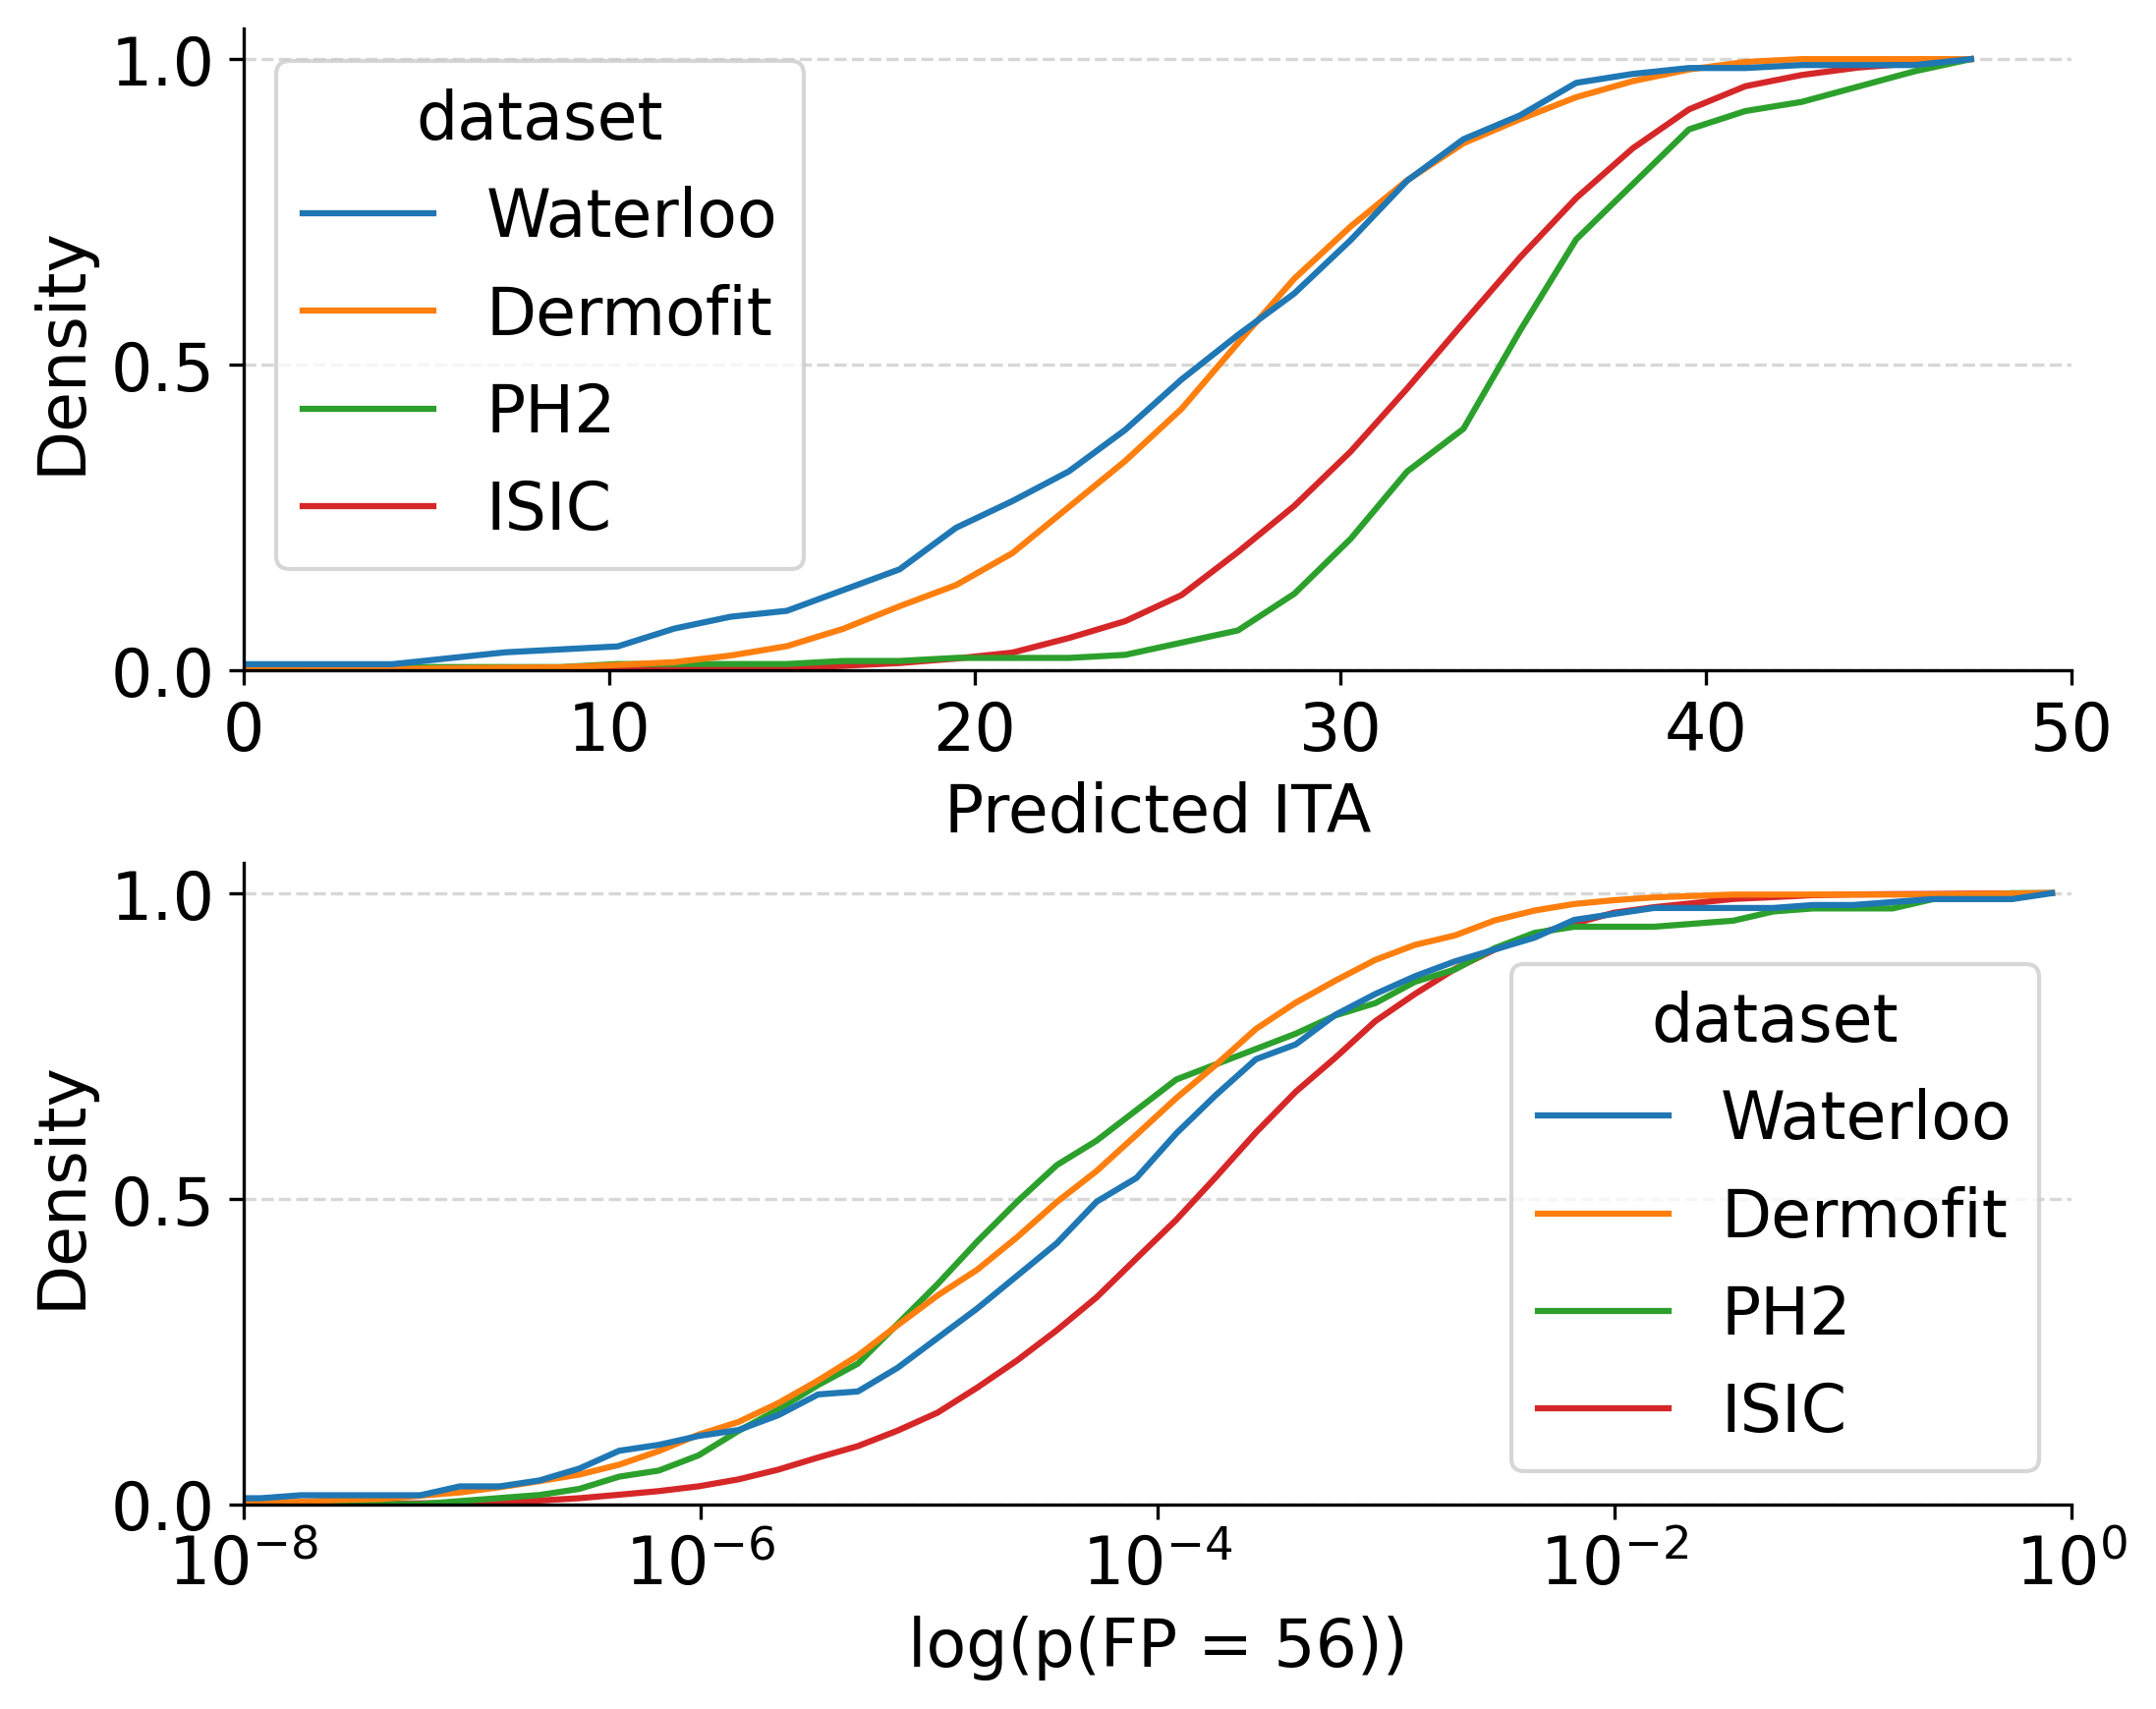 1.0
0.5
0.0
Density
dataset
Waterloo
Dermofit
PH2
ISIC
0 10 20 30 40 50
Predicted ITA
1.0
0.5
0.0
Density
dataset
Waterloo
Dermofit
PH2
ISIC
10⁻⁸ 10⁻⁶ 10⁻⁴ 10⁻² 10⁰
log(p(FP = 56))